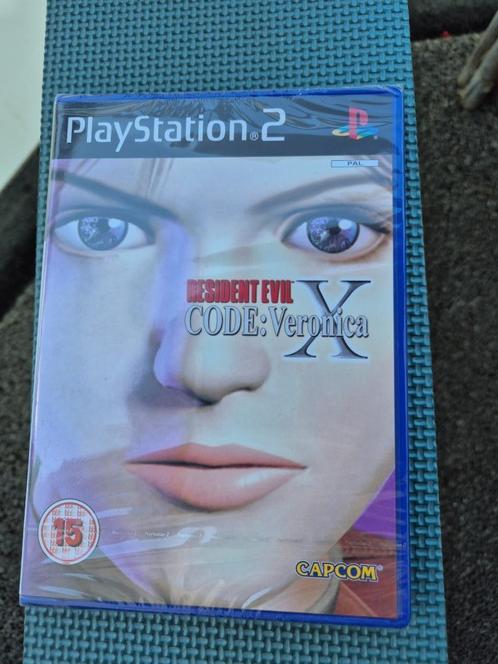 PlayStation®2
PAL
RESIDENT EVIL
CODE: Veronica X
15
CAPCOM